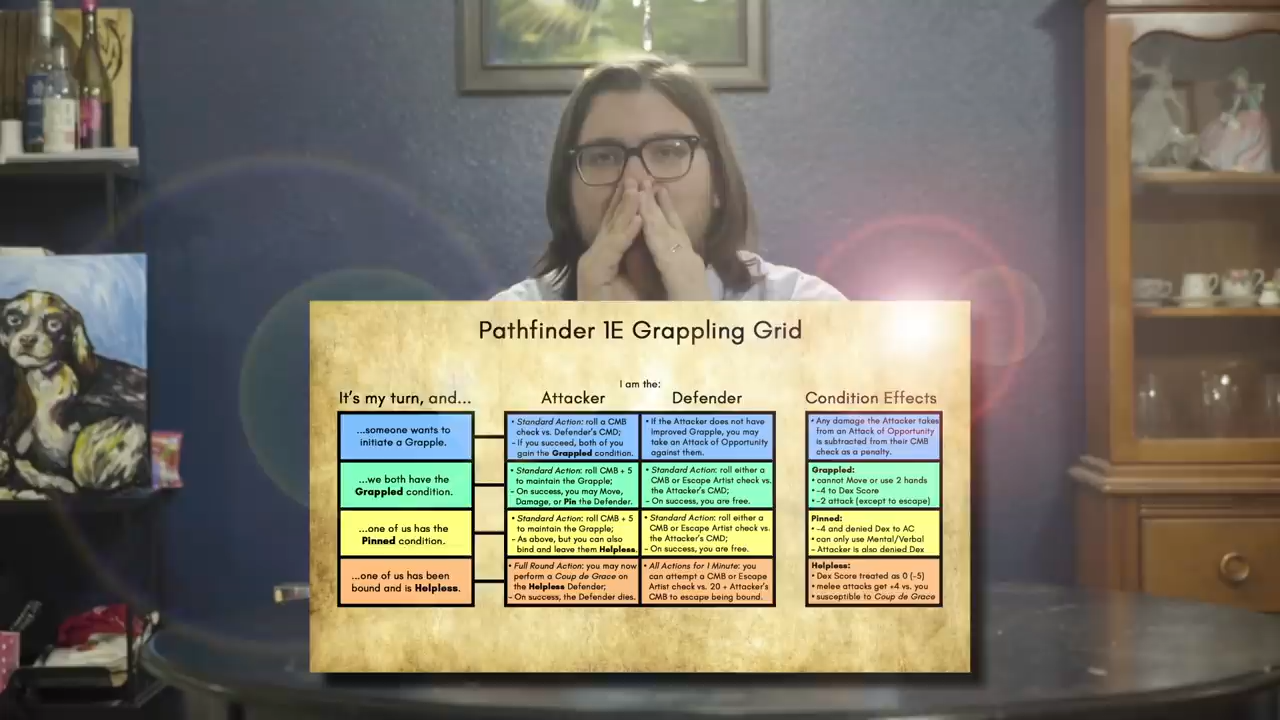 Pathfinder 1E Grappling Grid
I am the:
It's my turn, and...
Attacker
Defender
Condition Effects
...someone wants to
initiate a Grapple.
• Standard Action: roll a CMB
check vs. Defender's CMD;
– If you succeed, both of you
gain the Grappled condition.
• If the Attacker does not have
Improved Grapple, you may
take an Attack of Opportunity
against them.
• Any damage the Attacker takes
from an Attack of Opportunity
is subtracted from their CMB
check as a penalty.
...we both have the
Grappled condition.
• Standard Action: roll CMB + 5
to maintain the Grapple;
– On success, you may Move,
Damage, or Pin the Defender.
• Standard Action: roll either a
CMB or Escape Artist check vs.
the Attacker's CMD;
– On success, you are free.
Grappled:
• cannot Move or use 2 hands
• –4 to Dex Score
• –2 attack (except to escape)
...one of us has the
Pinned condition.
• Standard Action: roll CMB + 5
to maintain the Grapple;
– As above, but you can also
bind and leave them Helpless.
• Standard Action: roll either a
CMB or Escape Artist check vs.
the Attacker's CMD;
– On success, you are free.
Pinned:
• –4 and denied Dex to AC
• can only use Mental/Verbal
– Attacker is also denied Dex
...one of us has been
bound and is Helpless.
• Full Round Action: you may now
perform a Coup de Grace on
the Helpless Defender;
– On success, the Defender dies.
• All Actions for 1 Minute: you
can attempt a CMB or Escape
Artist check vs. 20 + Attacker's
CMB to escape being bound.
Helpless:
• Dex Score treated as 0 (-5)
• melee attacks get +4 vs. you
• susceptible to Coup de Grace